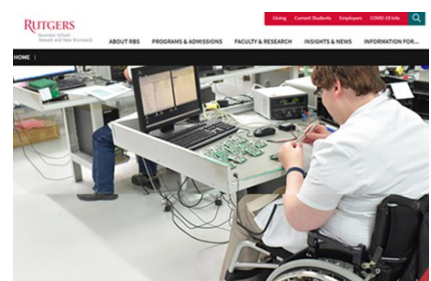 Giving Current Students Employers COVID-19 Info
RUTGERS
Business School
Newark and New Brunswick
ABOUT RBS PROGRAMS & ADMISSIONS FACULTY & RESEARCH INSIGHTS & NEWS INFORMATION FOR...
HOME |